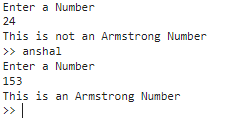 Enter a Number
24
This is not an Armstrong Number
>> anshal
Enter a Number
153
This is an Armstrong Number
>>